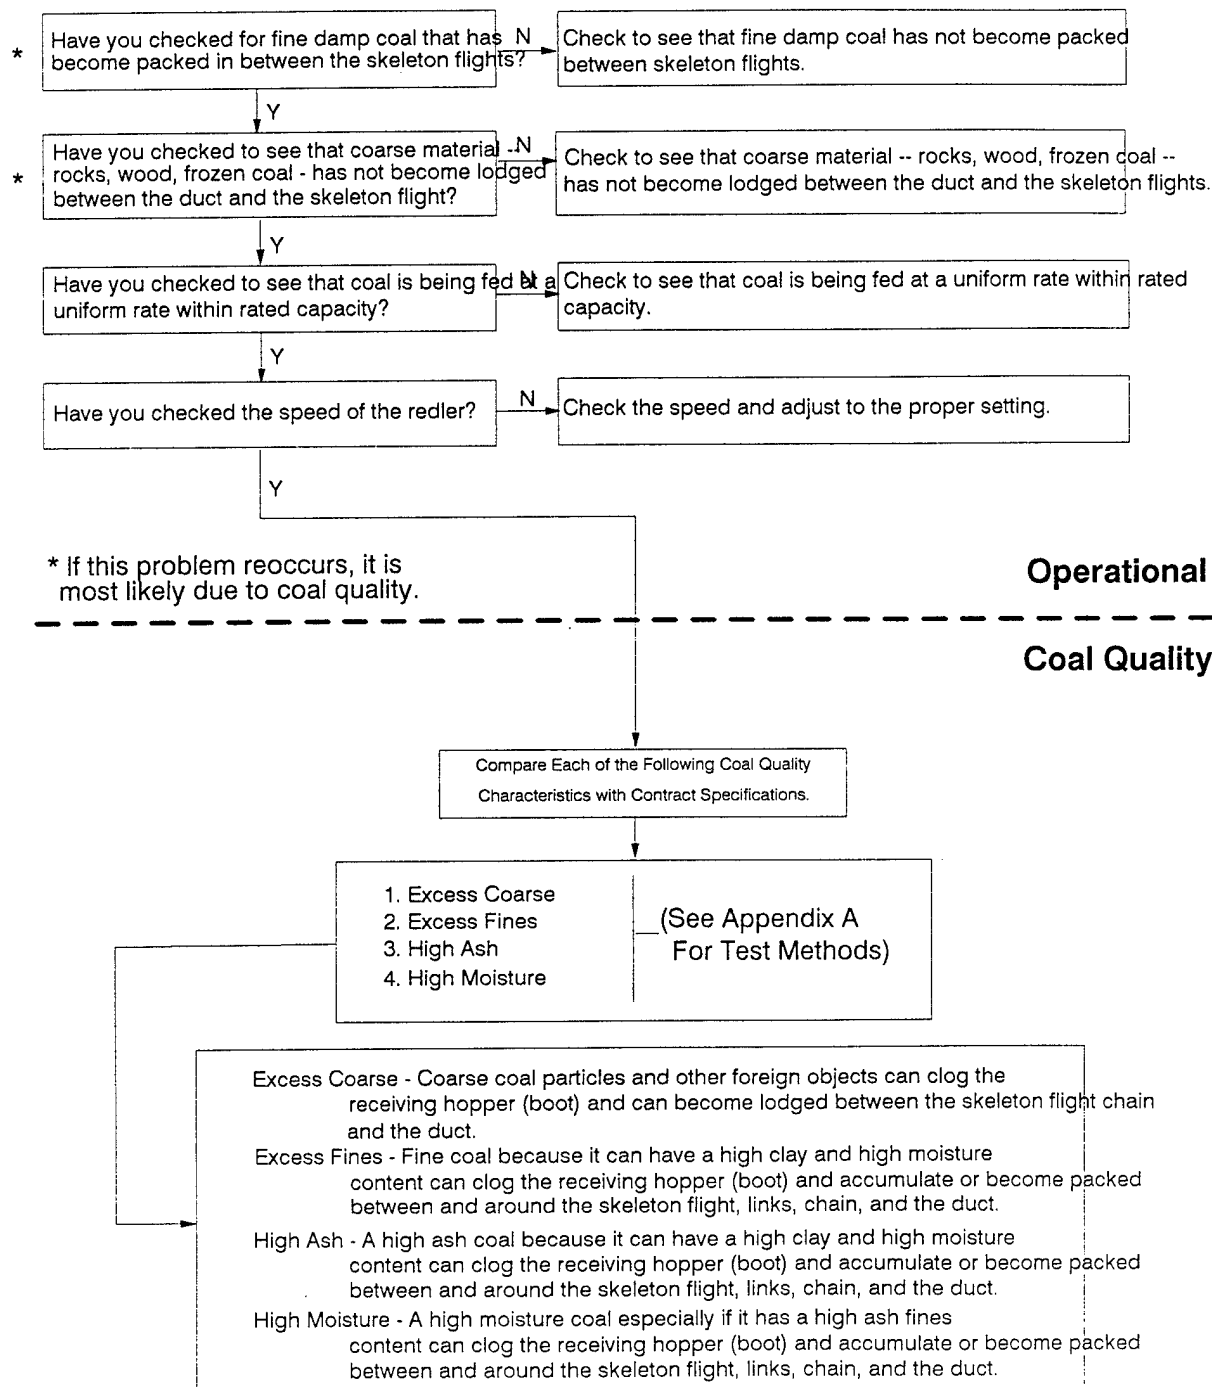 * Have you checked for fine damp coal that has
become packed in between the skeleton flights?
N
Check to see that fine damp coal has not become packed
between skeleton flights.
Y
Have you checked to see that coarse material --
* rocks, wood, frozen coal - has not become lodged
between the duct and the skeleton flight?
N
Check to see that coarse material -- rocks, wood, frozen coal --
has not become lodged between the duct and the skeleton flights.
Y
Have you checked to see that coal is being fed at a
uniform rate within rated capacity?
N
Check to see that coal is being fed at a uniform rate within rated
capacity.
Y
Have you checked the speed of the redler?
N
Check the speed and adjust to the proper setting.
Y
* If this problem reoccurs, it is
most likely due to coal quality.
Operational
Coal Quality
Compare Each of the Following Coal Quality
Characteristics with Contract Specifications.
1. Excess Coarse
2. Excess Fines
3. High Ash
4. High Moisture
(See Appendix A
For Test Methods)
Excess Coarse - Coarse coal particles and other foreign objects can clog the
receiving hopper (boot) and can become lodged between the skeleton flight chain
and the duct.
Excess Fines - Fine coal because it can have a high clay and high moisture
content can clog the receiving hopper (boot) and accumulate or become packed
between and around the skeleton flight, links, chain, and the duct.
High Ash - A high ash coal because it can have a high clay and high moisture
content can clog the receiving hopper (boot) and accumulate or become packed
between and around the skeleton flight, links, chain, and the duct.
High Moisture - A high moisture coal especially if it has a high ash fines
content can clog the receiving hopper (boot) and accumulate or become packed
between and around the skeleton flight, links, chain, and the duct.